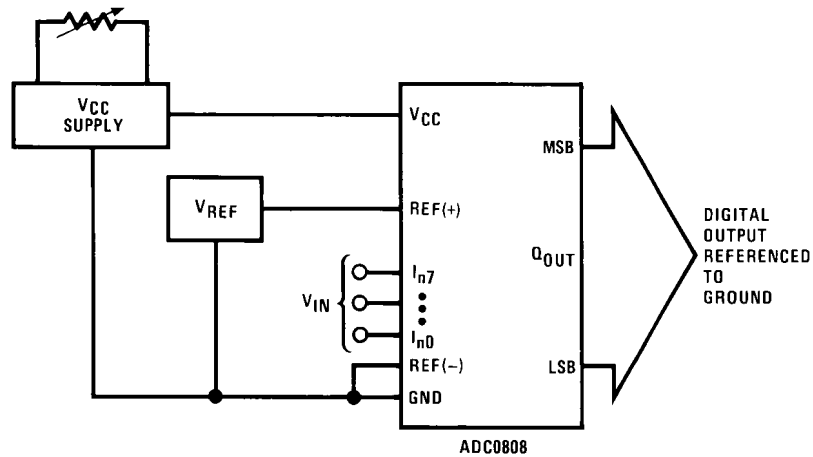 VCC
SUPPLY
VCC
MSB
VREF
REF(+)
DIGITAL
OUTPUT
REFERENCED
TO
GROUND
QOUT
In7
VIN
In0
REF(−)
LSB
GND
ADC0808